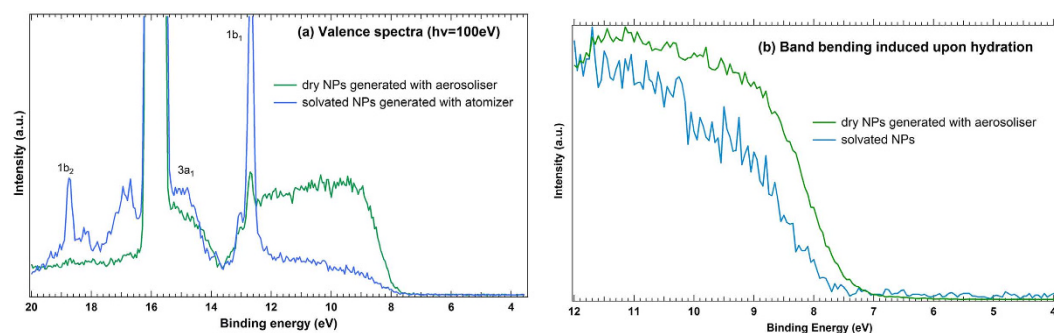 (a) Valence spectra (hν=100eV)
1b1
dry NPs generated with aerosoliser
solvated NPs generated with atomizer
1b2
3a1
Intensity (a.u.)
20 18 16 14 12 10 8 6 4
Binding energy (eV)
(b) Band bending induced upon hydration
dry NPs generated with aerosoliser
solvated NPs
Intensity (a.u.)
12 11 10 9 8 7 6 5 4
Binding Energy (eV)